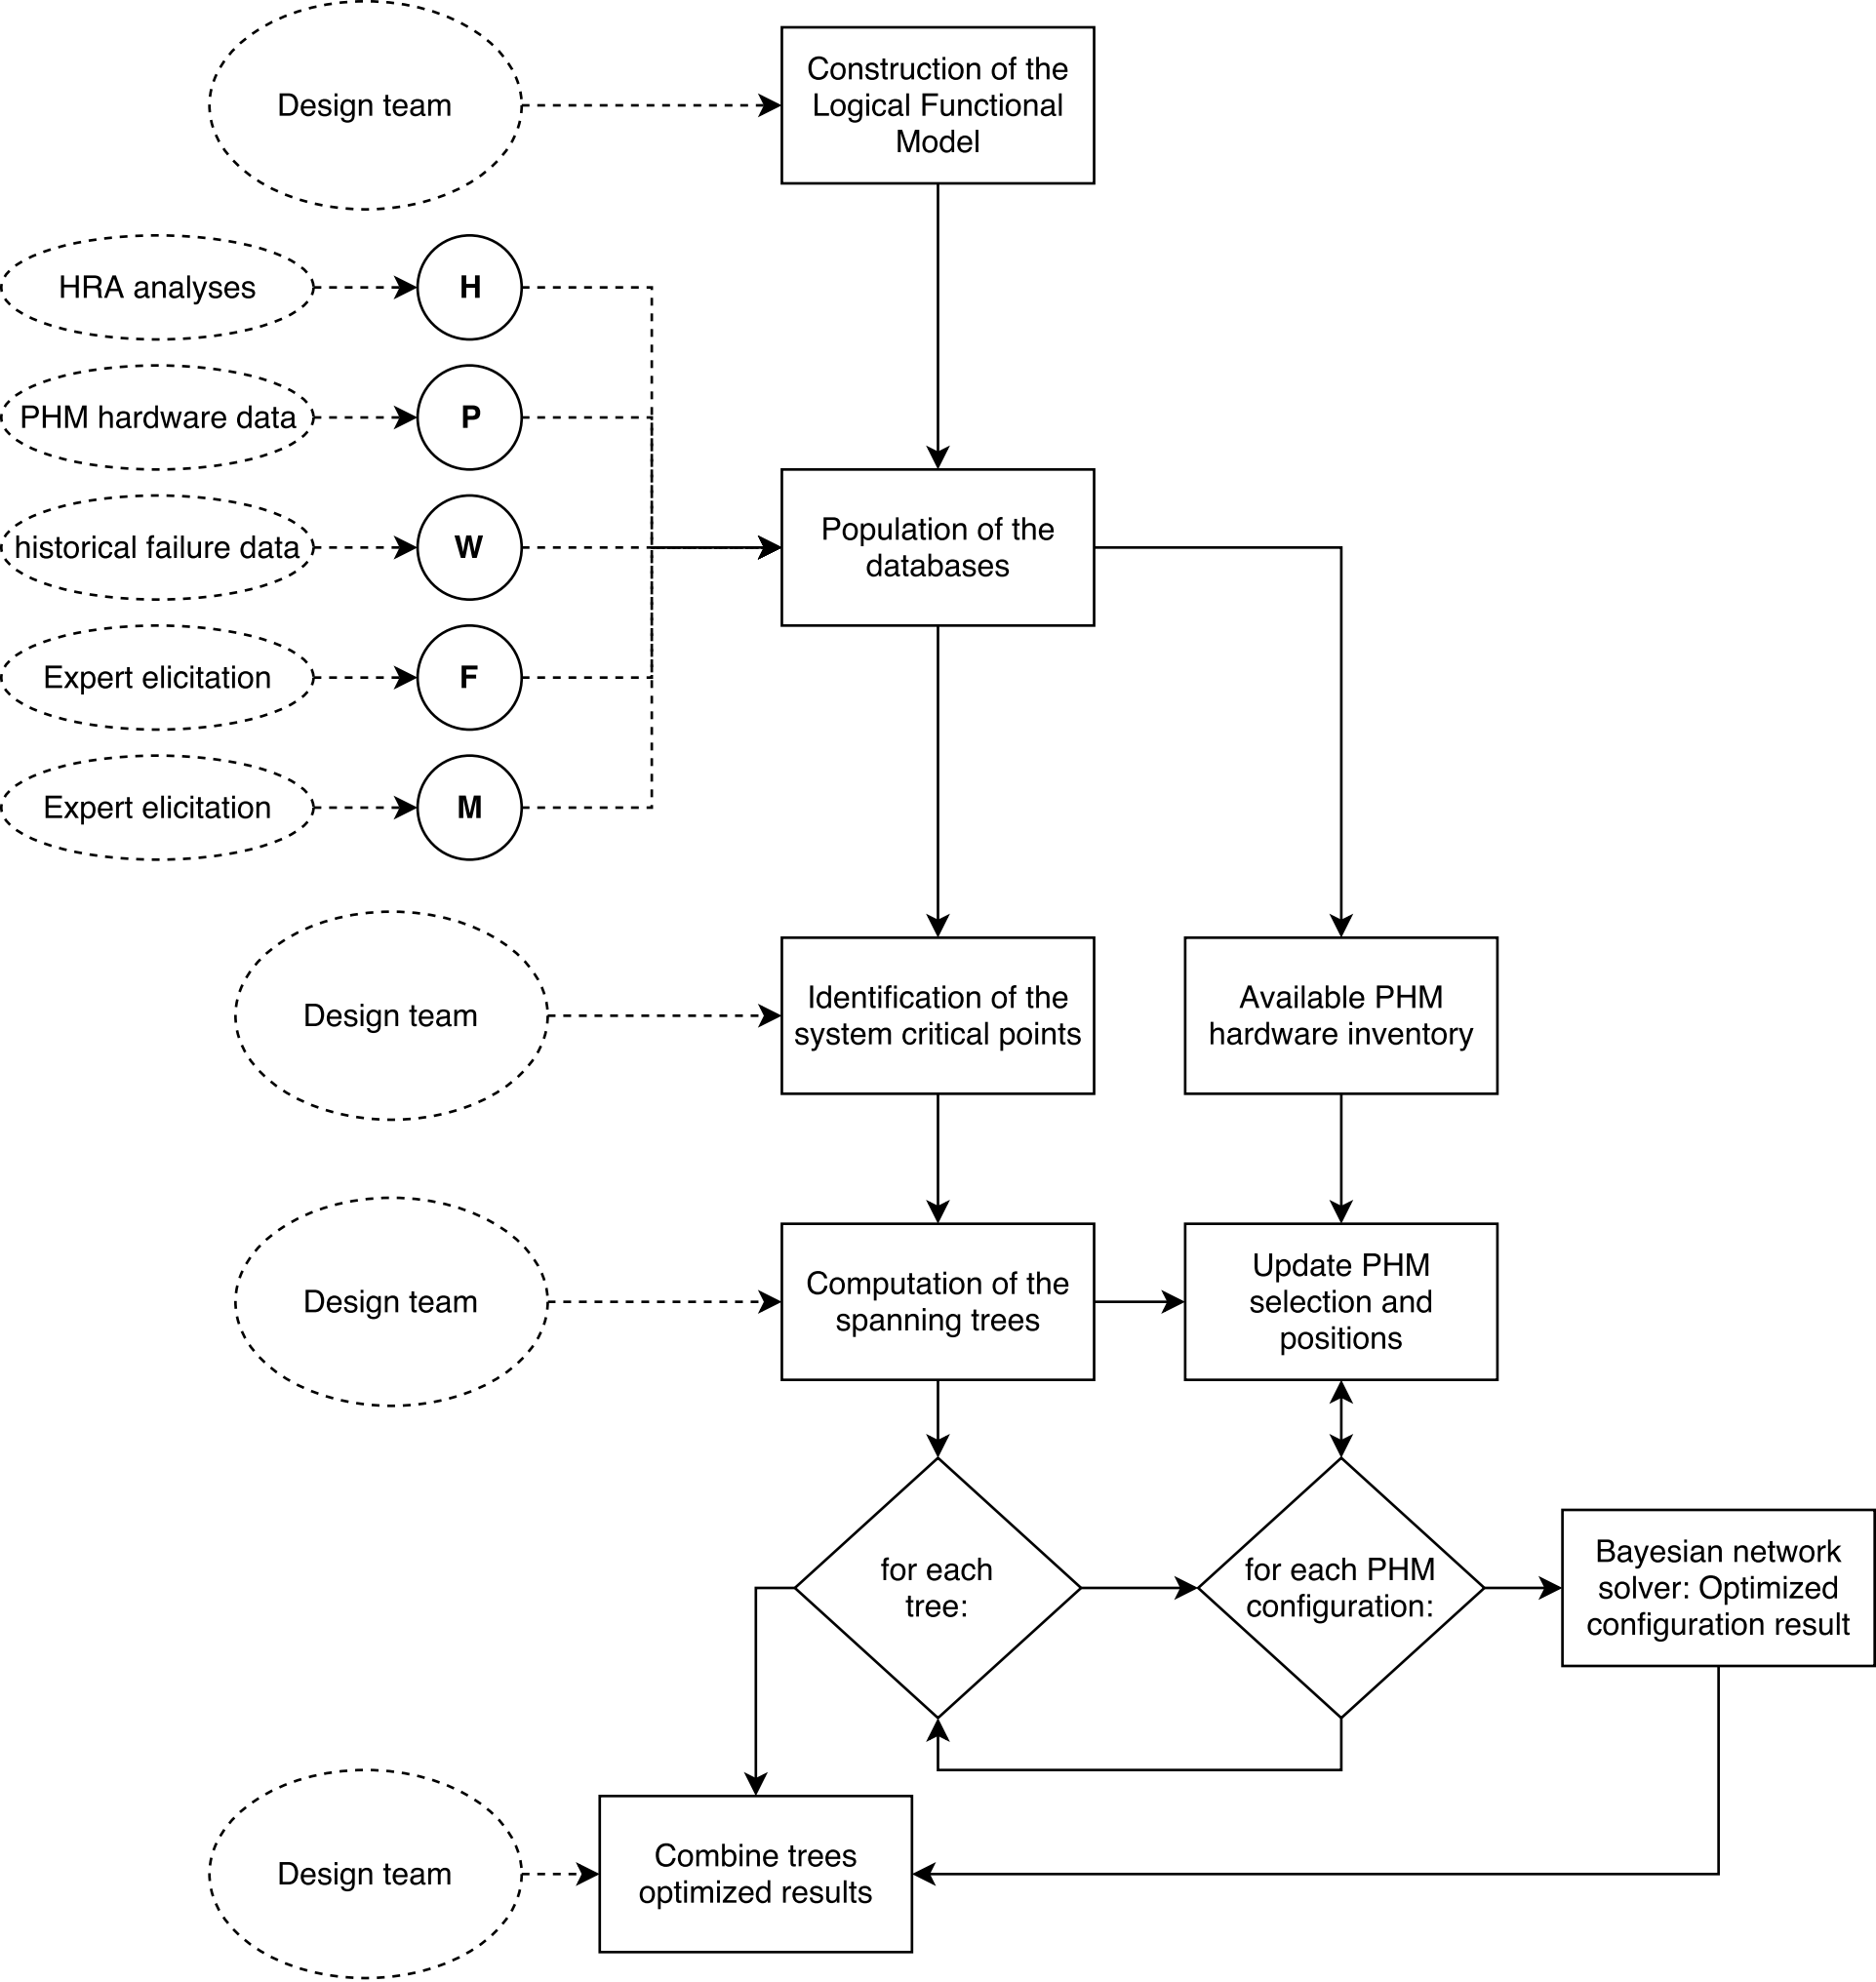 Design team
Construction of the
Logical Functional
Model
HRA analyses
H
PHM hardware data
P
historical failure data
W
Population of the
databases
Expert elicitation
F
Expert elicitation
M
Design team
Identification of the
system critical points
Available PHM
hardware inventory
Design team
Computation of the
spanning trees
Update PHM
selection and
positions
for each
tree:
for each PHM
configuration:
Bayesian network
solver: Optimized
configuration result
Design team
Combine trees
optimized results